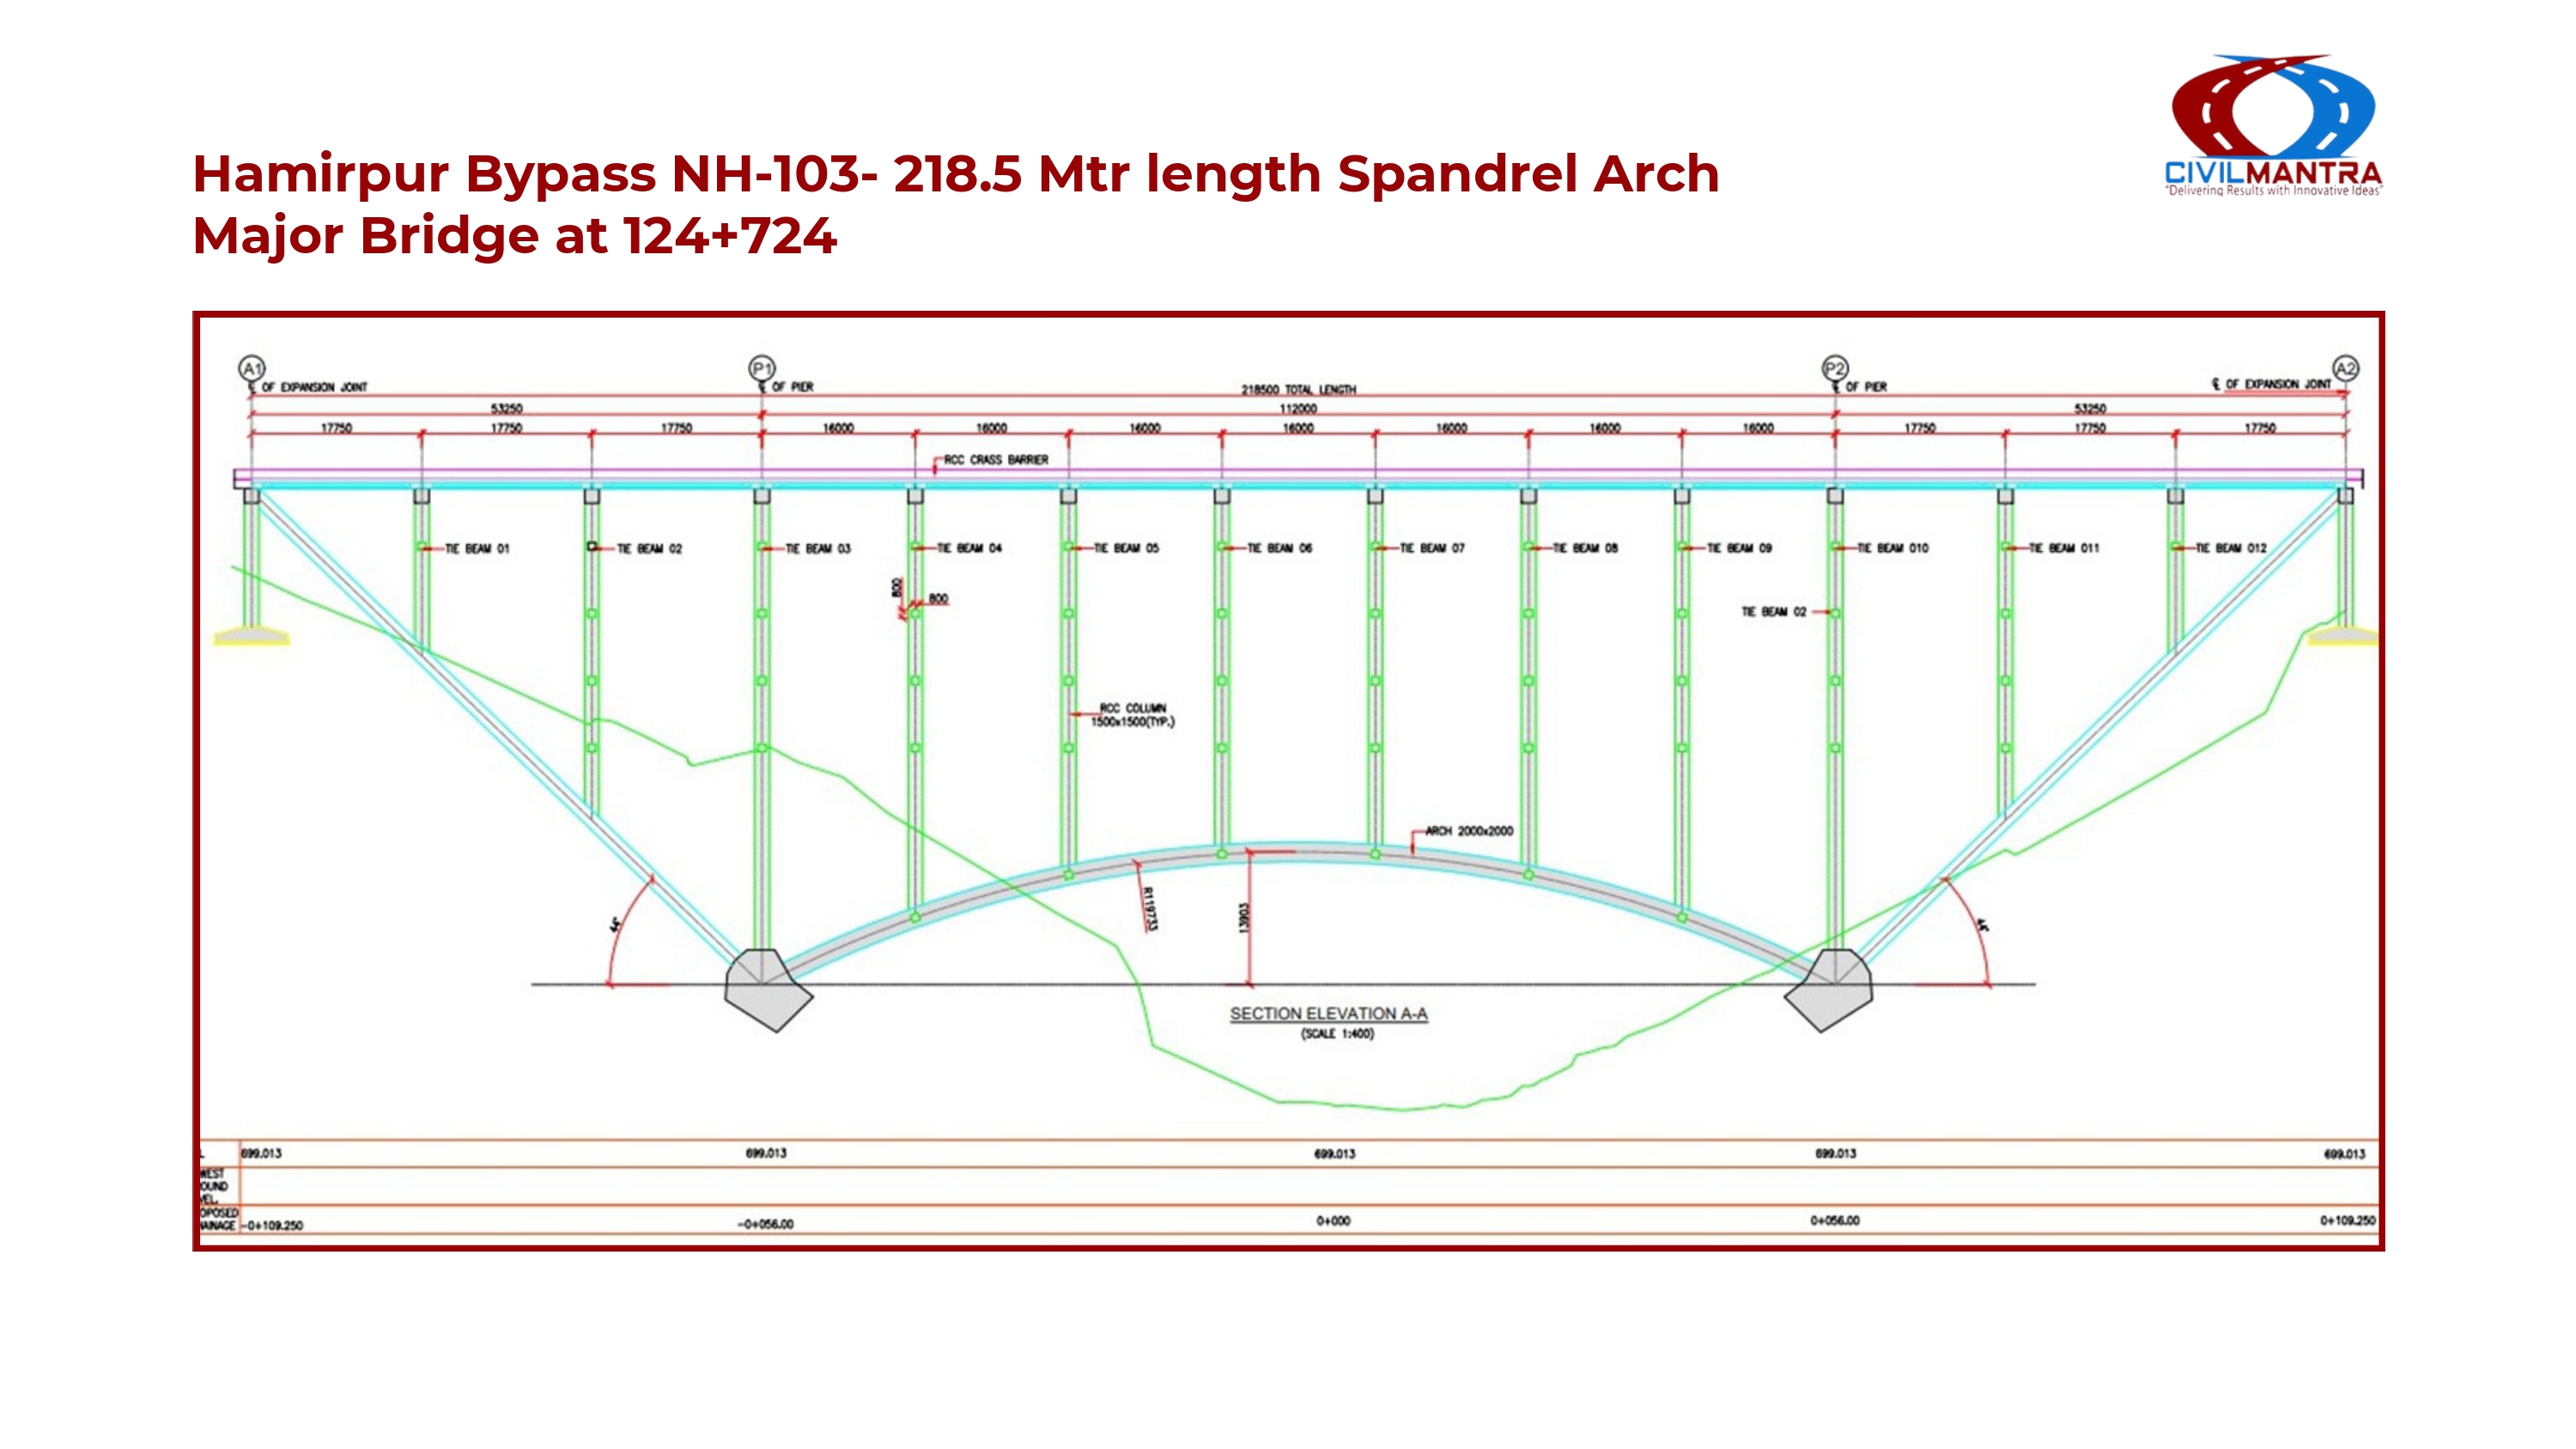 CIVILMANTRA
"Delivering Results with Innovative Ideas"
Hamirpur Bypass NH-103- 218.5 Mtr length Spandrel Arch
Major Bridge at 124+724
A1 P1 P2 A2
℄ OF EXPANSION JOINT ℄ OF PIER 218500 TOTAL LENGTH ℄ OF PIER ℄ OF EXPANSION JOINT
53250 112000 53250
17750 17750 17750 16000 16000 16000 16000 16000 16000 16000 17750 17750 17750
RCC CRASS BARRIER
TIE BEAM 01 TIE BEAM 02 TIE BEAM 03 TIE BEAM 04 TIE BEAM 05 TIE BEAM 06 TIE BEAM 07 TIE BEAM 08 TIE BEAM 09 TIE BEAM 010 TIE BEAM 011 TIE BEAM 012
800
800
TIE BEAM 02
RCC COLUMN
1500x1500(TYP.)
ARCH 2000x2000
R119733
13903
44°
44°
SECTION ELEVATION A-A
(SCALE 1:400)
L 699.013 699.013 699.013 699.013 699.013
WEST
OUND
VEL.
OPOSED
AINAGE -0+109.250 -0+056.00 0+000 0+056.00 0+109.250